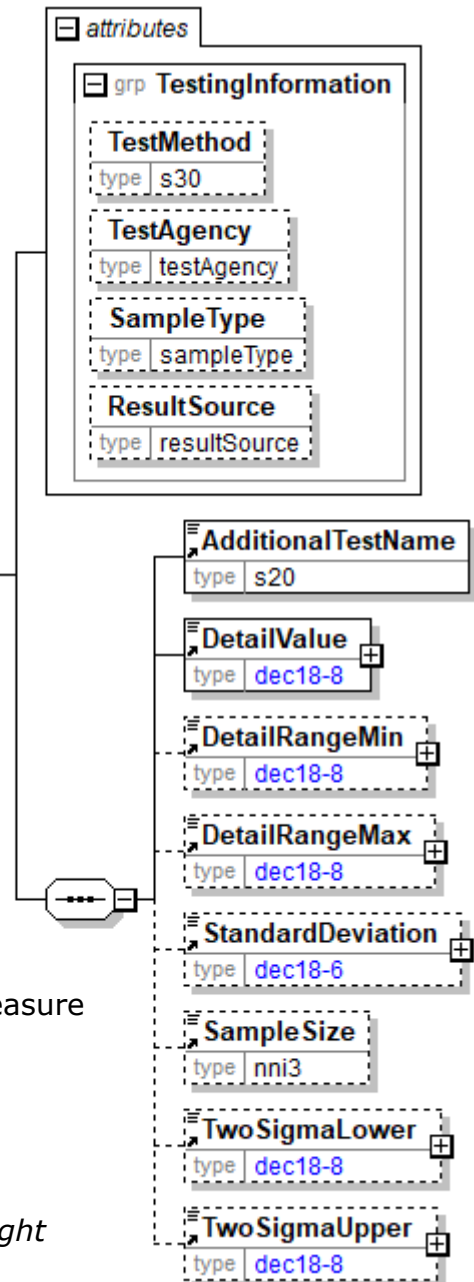 attributes
grp TestingInformation
TestMethod
type s30
TestAgency
type testAgency
SampleType
type sampleType
ResultSource
type resultSource
AdditionalTestName
type s20
DetailValue
type dec18-8
DetailRangeMin
type dec18-8
DetailRangeMax
type dec18-8
StandardDeviation
type dec18-6
easure
SampleSize
type nni3
TwoSigmaLower
type dec18-8
ght
TwoSigmaUpper
type dec18-8